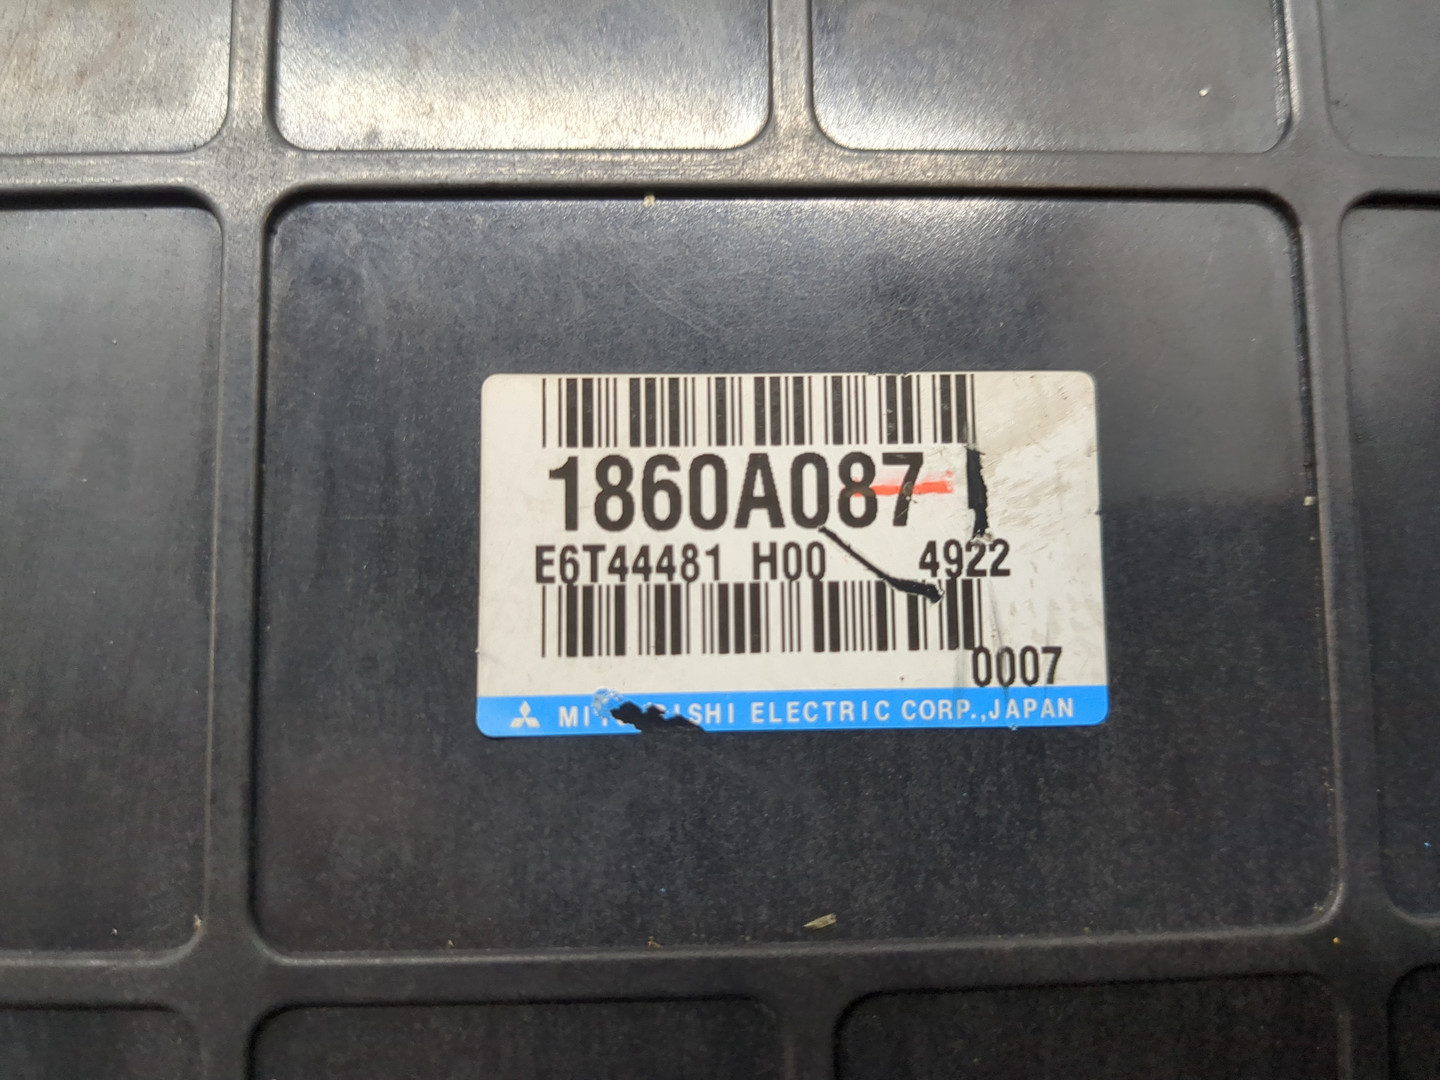 1860A087
E6T44481 H00 4922
0007
ELECTRIC CORP.,JAPAN